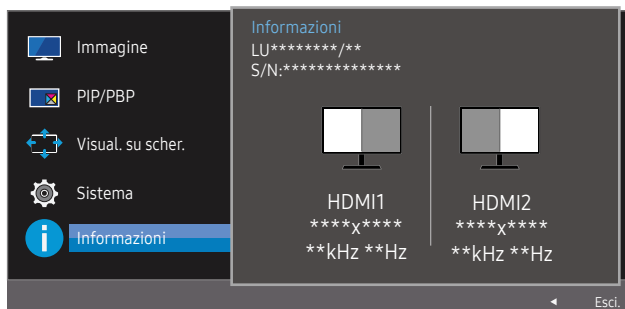 Immagine
PIP/PBP
Visual. su scher.
Sistema
Informazioni
Informazioni
LU********/**
S/N:**************
HDMI1
****x****
**kHz **Hz
HDMI2
****x****
**kHz **Hz
Esci.